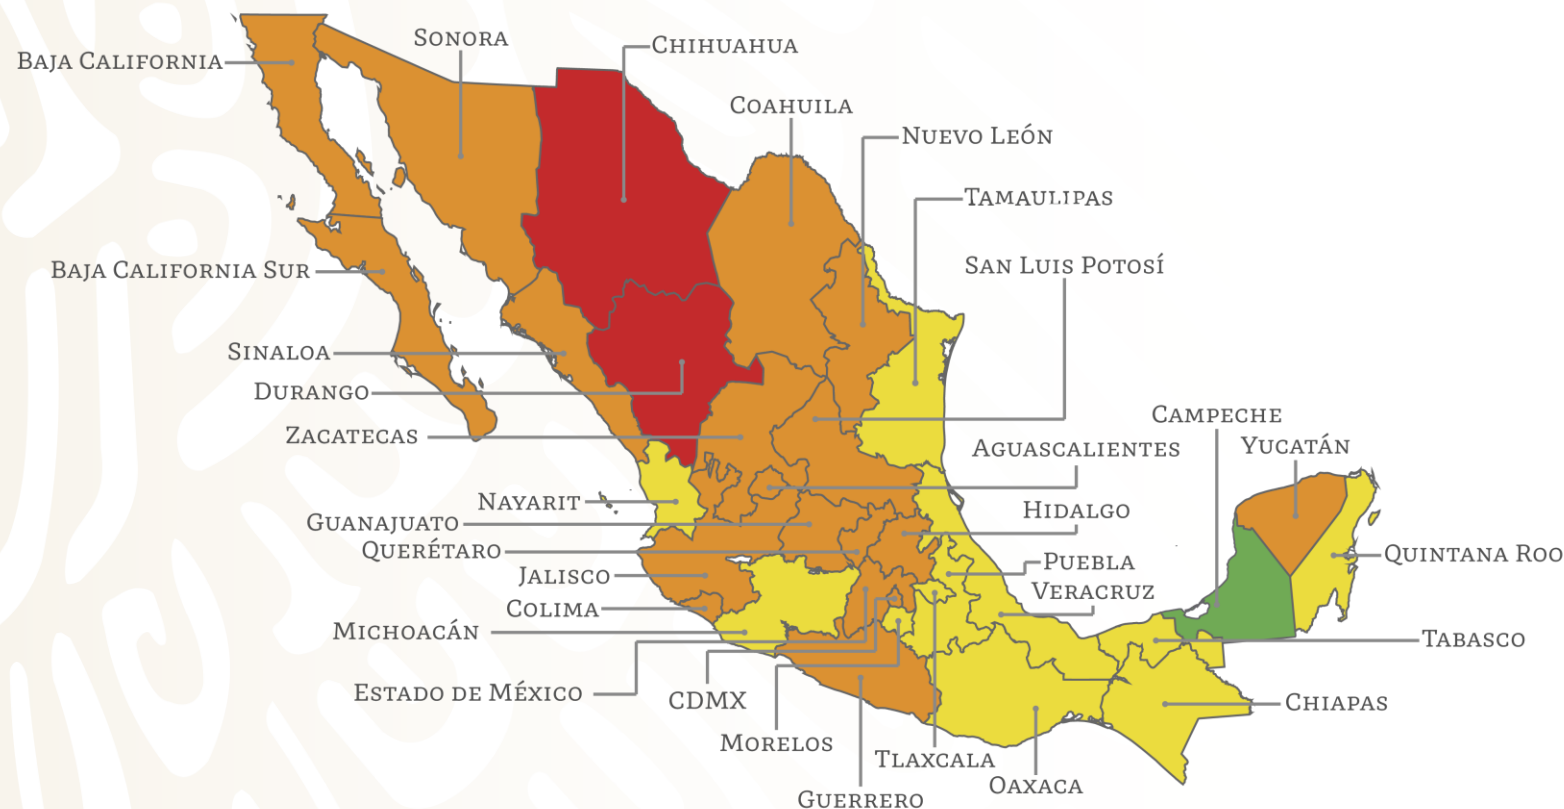 SONORA
CHIHUAHUA
BAJA CALIFORNIA
COAHUILA
NUEVO LEÓN
TAMAULIPAS
SAN LUIS POTOSÍ
BAJA CALIFORNIA SUR
SINALOA
DURANGO
CAMPECHE
ZACATECAS
YUCATÁN
AGUASCALIENTES
NAYARIT
HIDALGO
GUANAJUATO
QUERÉTARO
QUINTANA ROO
PUEBLA
JALISCO
VERACRUZ
COLIMA
MICHOACÁN
TABASCO
ESTADO DE MÉXICO
CDMX
CHIAPAS
MORELOS
TLAXCALA
OAXACA
GUERRERO